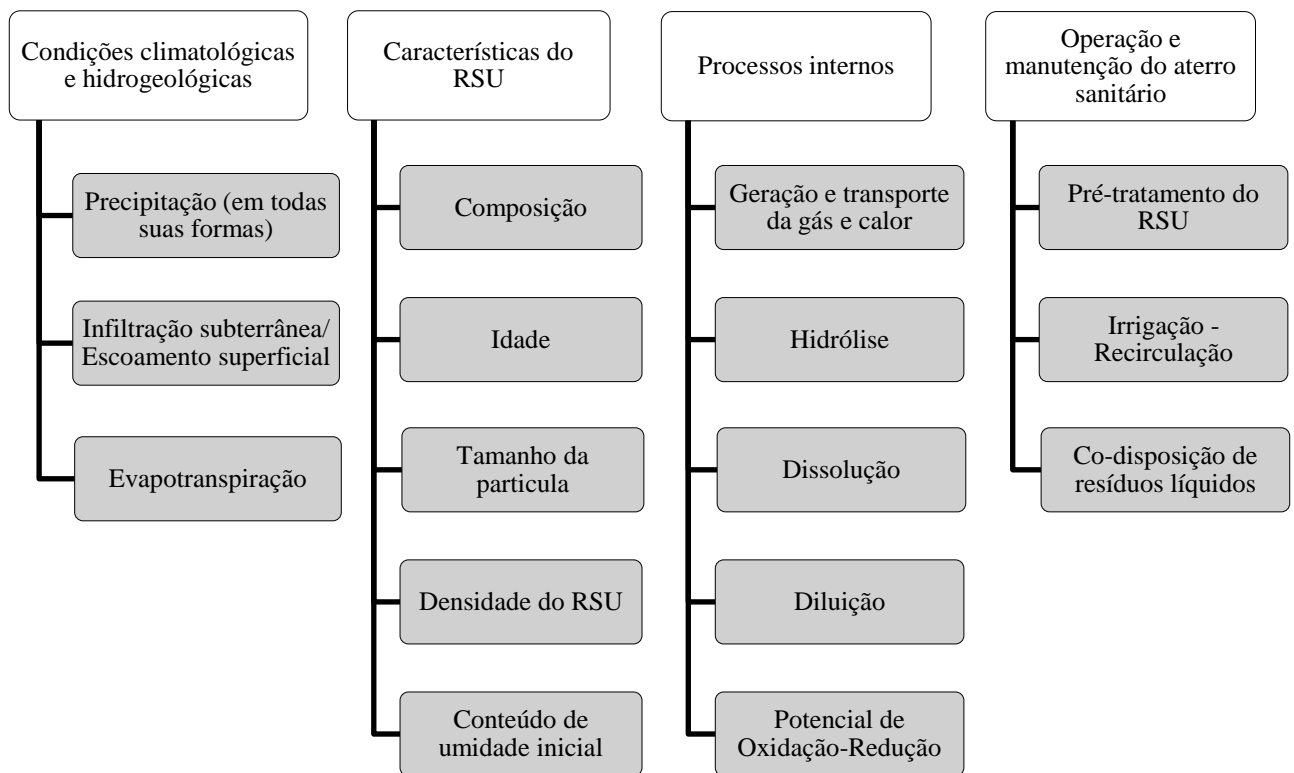 Condições climatológicas
e hidrogeológicas
Precipitação (em todas
suas formas)
Infiltração subterrânea/
Escoamento superficial
Evapotranspiração
Características do
RSU
Composição
Idade
Tamanho da
particula
Densidade do RSU
Conteúdo de
umidade inicial
Processos internos
Geração e transporte
da gás e calor
Hidrólise
Dissolução
Diluição
Potencial de
Oxidação-Redução
Operação e
manutenção do aterro
sanitário
Pré-tratamento do
RSU
Irrigação -
Recirculação
Co-disposição de
resíduos líquidos